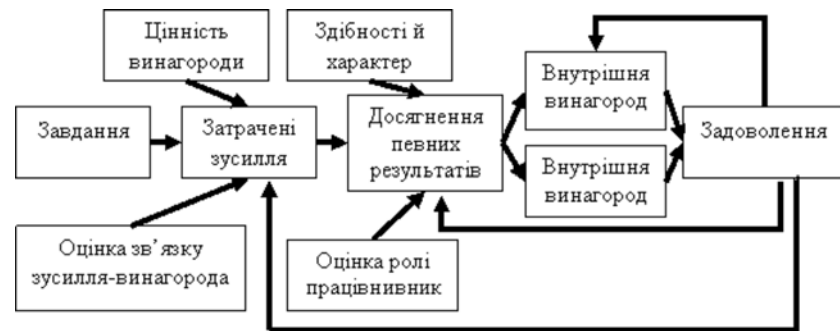 Цінність
винагороди
Здібності й
характер
Внутрішня
винагород
Завдання
Затрачені
зусилля
Досягнення
певних
результатів
Задоволення
Внутрішня
винагород
Оцінка зв’язку
зусилля-винагорода
Оцінка ролі
працівнивник